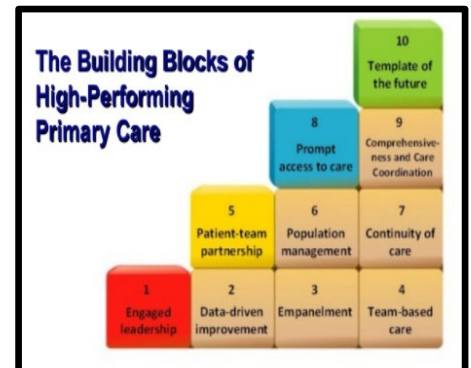 The Building Blocks of
High-Performing
Primary Care
10
Template of
the future
8
Prompt
access to care
9
Comprehensive-
ness and Care
Coordination
5
Patient-team
partnership
6
Population
management
7
Continuity of
care
1
Engaged
leadership
2
Data-driven
improvement
3
Empanelment
4
Team-based
care